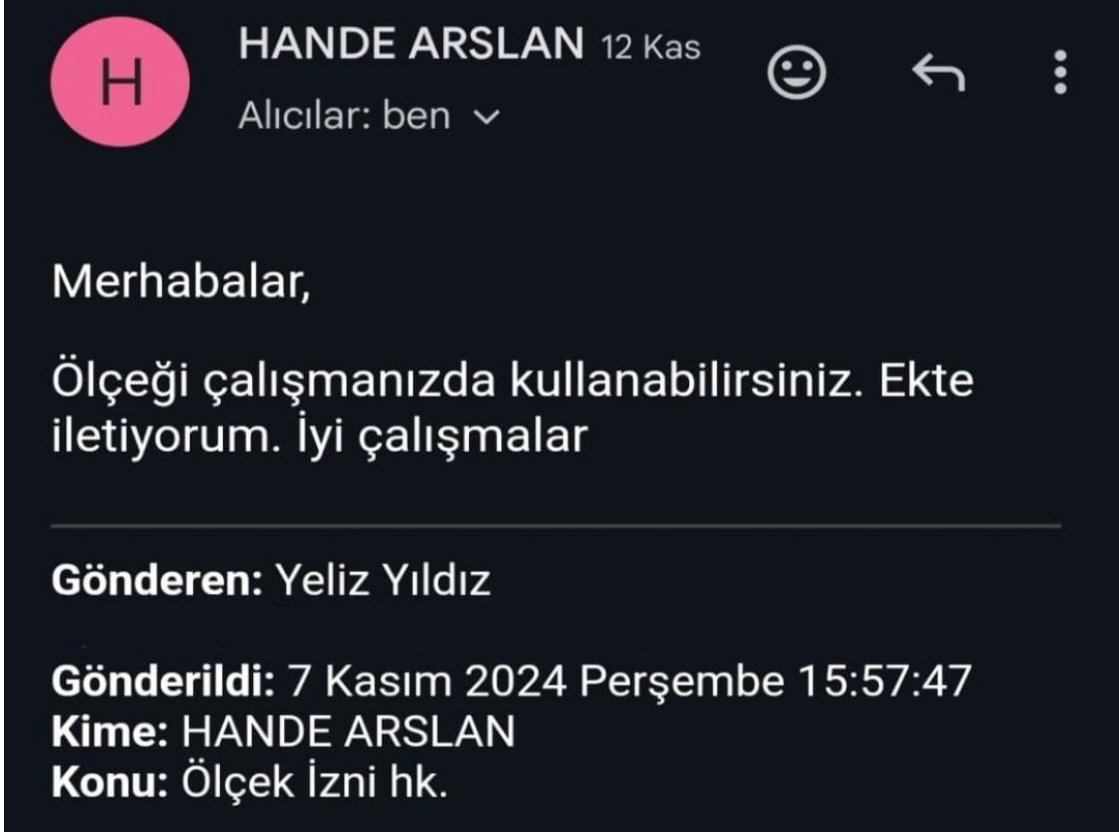 H
HANDE ARSLAN 12 Kas
Alıcılar: ben
Merhabalar,
Ölçeği çalışmanızda kullanabilirsiniz. Ekte
iletiyorum. İyi çalışmalar
Gönderen: Yeliz Yıldız
Gönderildi: 7 Kasım 2024 Perşembe 15:57:47
Kime: HANDE ARSLAN
Konu: Ölçek İzni hk.